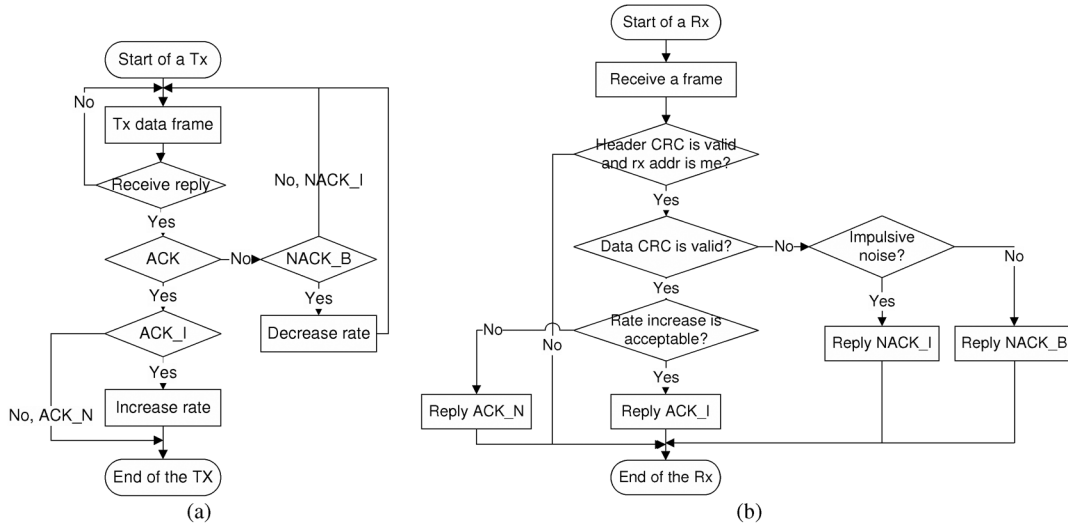 Start of a Tx
No
Tx data frame
Receive reply
No, NACK_I
Yes
ACK
No
NACK_B
Yes
Yes
ACK_I
Decrease rate
Yes
No, ACK_N
Increase rate
End of the TX
(a)
Start of a Rx
Receive a frame
Header CRC is valid
and rx addr is me?
Yes
Data CRC is valid?
No
Impulsive
noise?
No
Yes
Yes
Rate increase is
acceptable?
No
No
Reply NACK_I
Reply NACK_B
Yes
Reply ACK_N
Reply ACK_I
End of the Rx
(b)